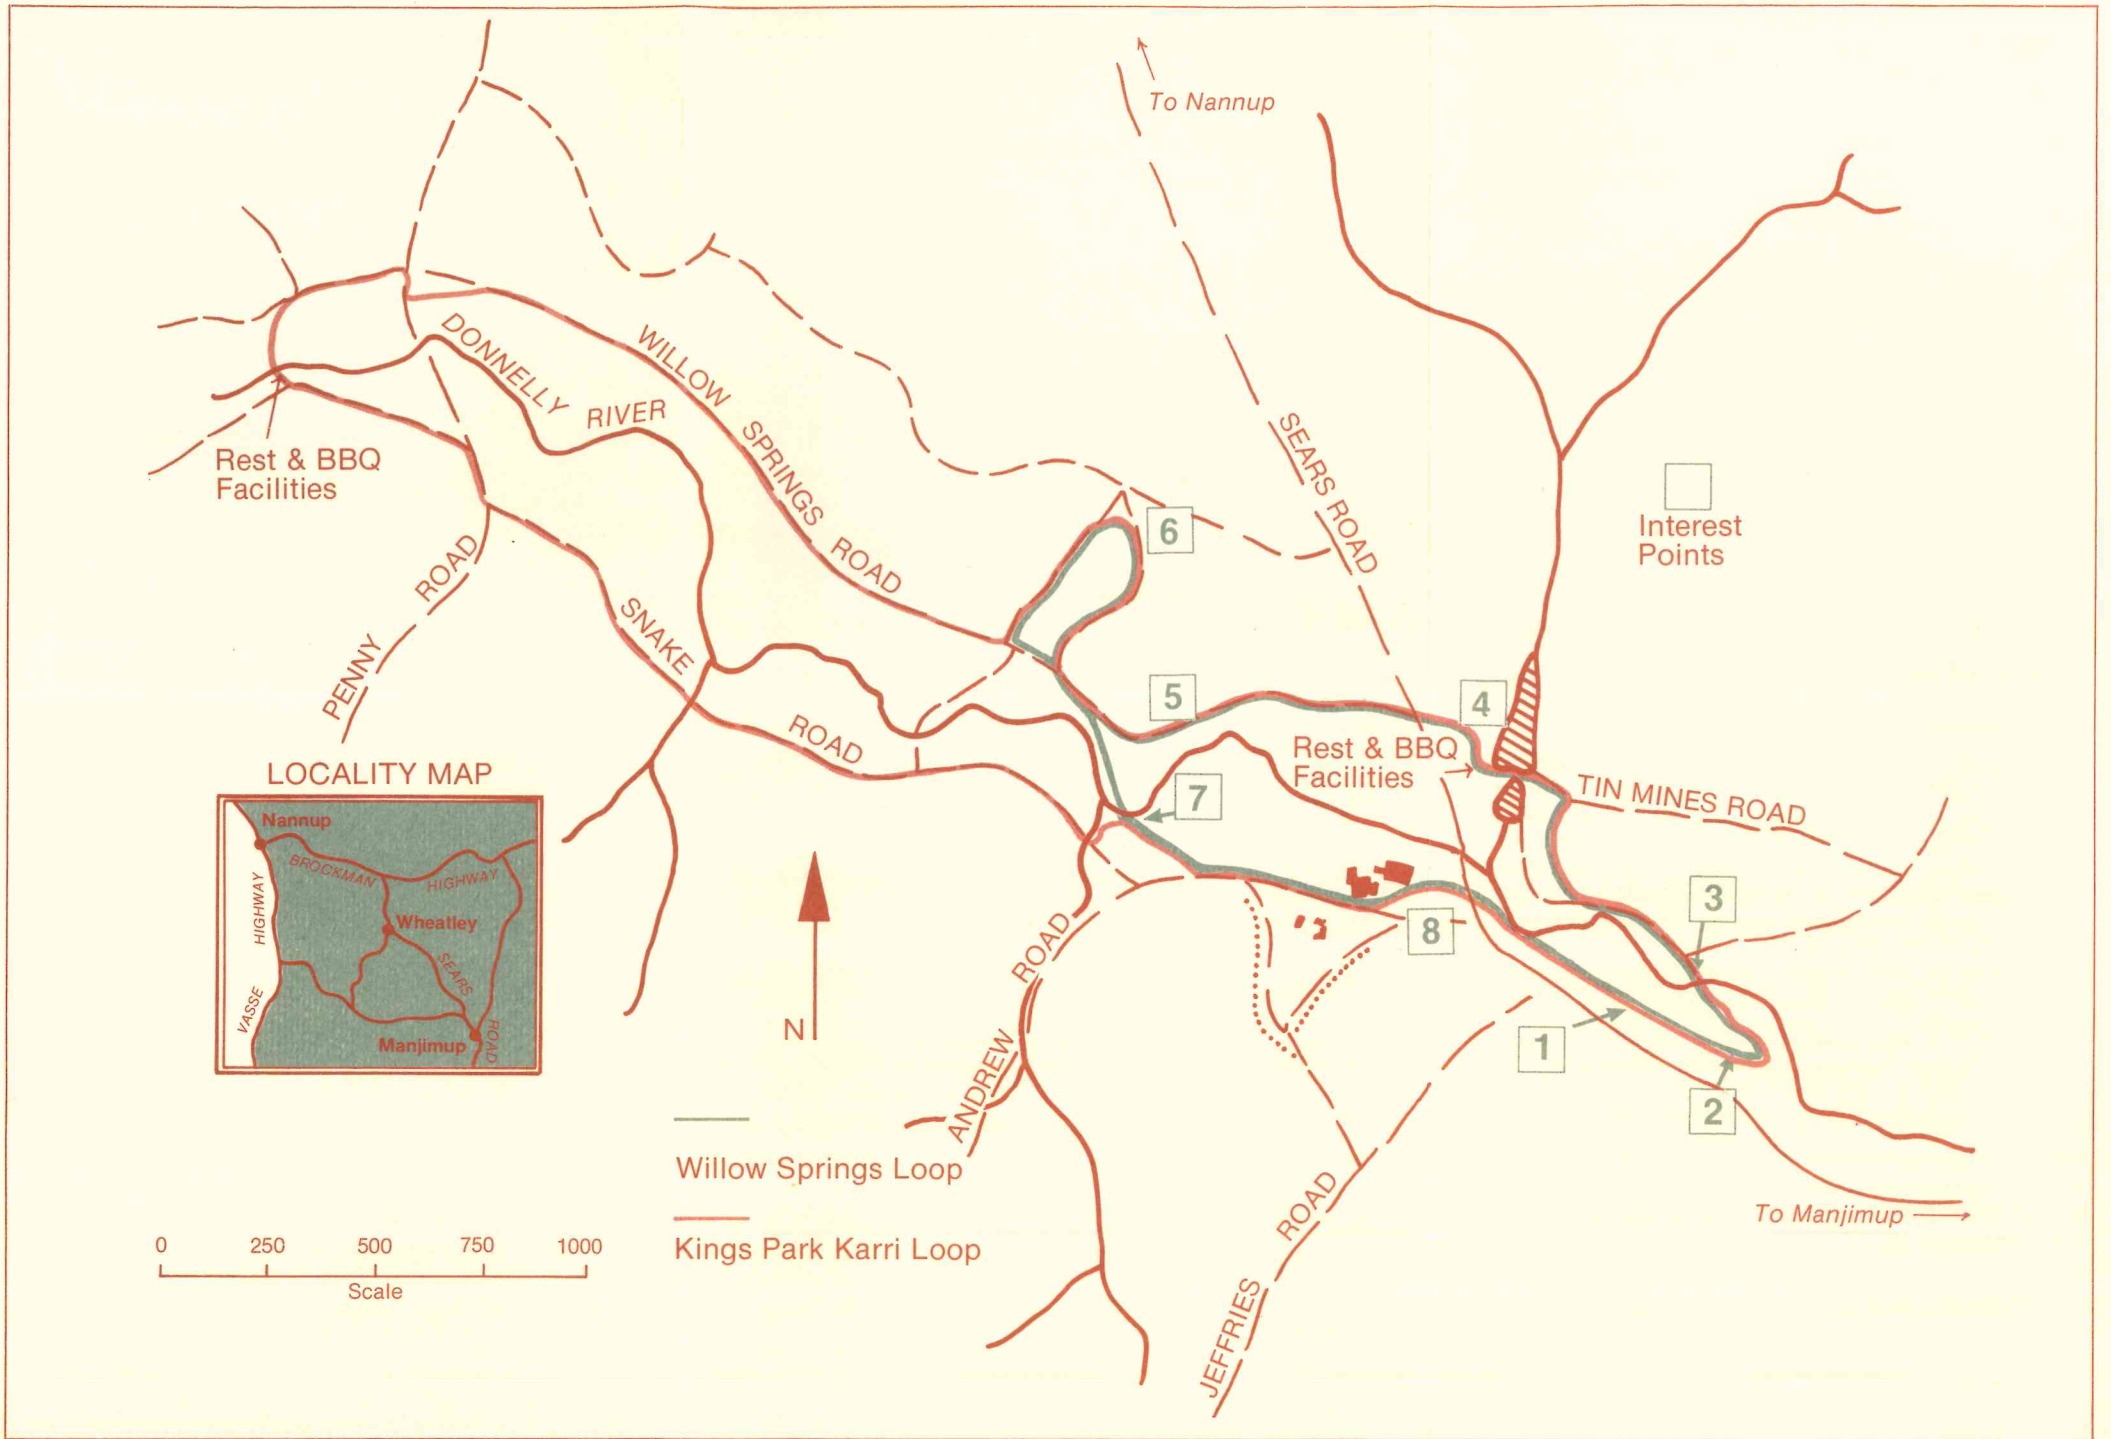 To Nannup
DONNELLY RIVER
WILLOW SPRINGS ROAD
SEARS ROAD
Rest & BBQ
Facilities
6
Interest
Points
PENNY ROAD
SNAKE ROAD
5
4
Rest & BBQ
Facilities
TIN MINES ROAD
7
3
8
1
2
LOCALITY MAP
Nannup
BROCKMAN HIGHWAY
VASSE HIGHWAY
Wheatley
SEARS ROAD
Manjimup
N
ANDREW ROAD
JEFFRIES ROAD
To Manjimup
Willow Springs Loop
Kings Park Karri Loop
0 250 500 750 1000
Scale